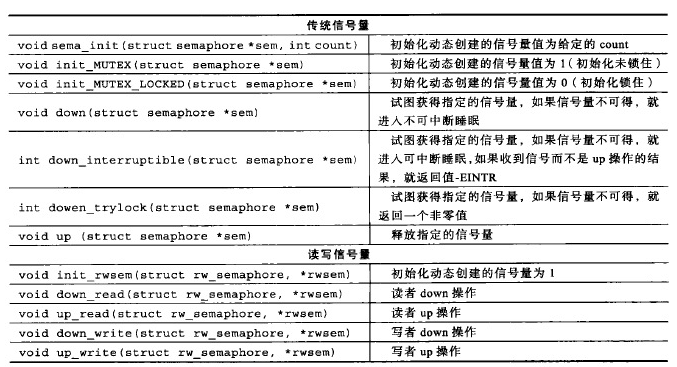 传统信号量
void sema_init(struct semaphore *sem, int count) 初始化动态创建的信号量值为给定的 count
void init_MUTEX(struct semaphore *sem) 初始化动态创建的信号量值为 1(初始化未锁住)
void init_MUTEX_LOCKED(struct semaphore *sem) 初始化动态创建的信号量值为 0(初始化锁住)
void down(struct semaphore *sem) 试图获得指定的信号量，如果信号量不可得，就
进入不可中断睡眠
int down_interruptible(struct semaphore *sem) 试图获得指定的信号量，如果信号量不可得，就
进入可中断睡眠，如果收到信号而不是 up 操作的结
果，就返回值-EINTR
int dowen_trylock(struct semaphore *sem) 试图获得指定的信号量，如果信号量不可得，就
返回一个非零值
void up (struct semaphore *sem) 释放指定的信号量
读写信号量
void init_rwsem(struct rw_semaphore, *rwsem) 初始化动态创建的信号量为 1
void down_read(struct rw_semaphore, *rwsem) 读者 down 操作
void up_read(struct rw_semaphore, *rwsem) 读者 up 操作
void down_write(struct rw_semaphore, *rwsem) 写者 down 操作
void up_write(struct rw_semaphore, *rwsem) 写者 up 操作